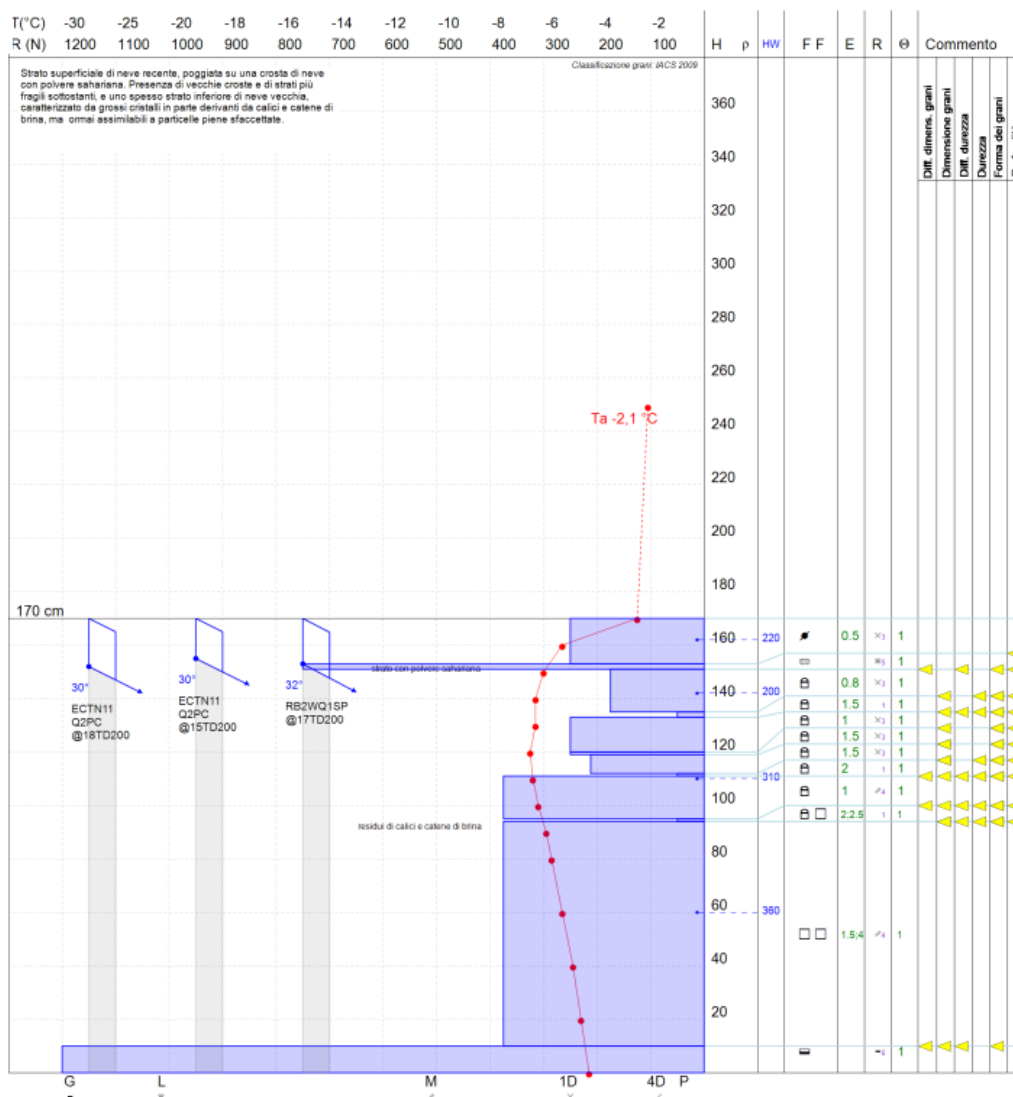 T(°C) -30 -25 -20 -18 -16 -14 -12 -10 -8 -6 -4 -2
R (N) 1200 1100 1000 900 800 700 600 500 400 300 200 100 H ρ HW F F E R Θ Commento
Strato superficiale di neve recente, poggiata su una crosta di neve
con polvere sahariana. Presenza di vecchie croste e di strati più
fragili sottostanti, e uno spesso strato inferiore di neve vecchia,
caratterizzato da grossi cristalli in parte derivanti da calici e catene di
brina, ma ormai assimilabili a particelle piene sfaccettate.
Classificazione grani: IACS 2009
Diff. dimens. grani
Dimensione grani
Diff. durezza
Durezza
Forma dei grani
360
340
320
300
280
260
Ta -2,1 °C
240
220
200
180
170 cm
160 220 0.5 1
1
strato con polvere sahariana
140 200 0.8 1
1.5 1
1 1
120 1.5 1
1.5 1
2 1
310
100 1 1
residui di calici e catene di brina
2;2.5 1
80
60 360
1.5;4 1
40
20
1
30°
ECTN11
Q2PC
@18TD200
30°
ECTN11
Q2PC
@15TD200
32°
RB2WQ1SP
@17TD200
G L M 1D 4D P